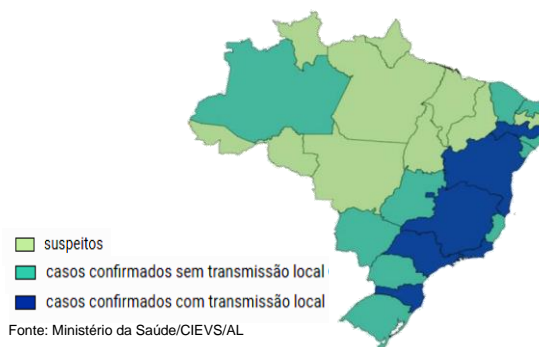 suspeitos
casos confirmados sem transmissão local
casos confirmados com transmissão local
Fonte: Ministério da Saúde/CIEVS/AL